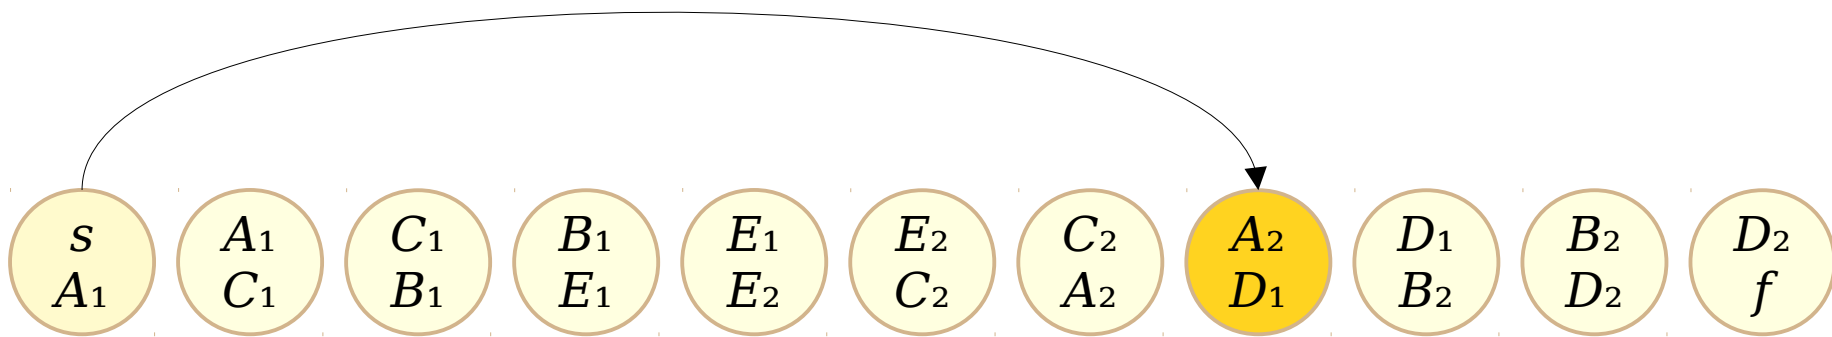 s A₁ C₁ B₁ E₁ E₂ C₂ A₂ D₁ B₂ D₂
A₁ C₁ B₁ E₁ E₂ C₂ A₂ D₁ B₂ D₂ f